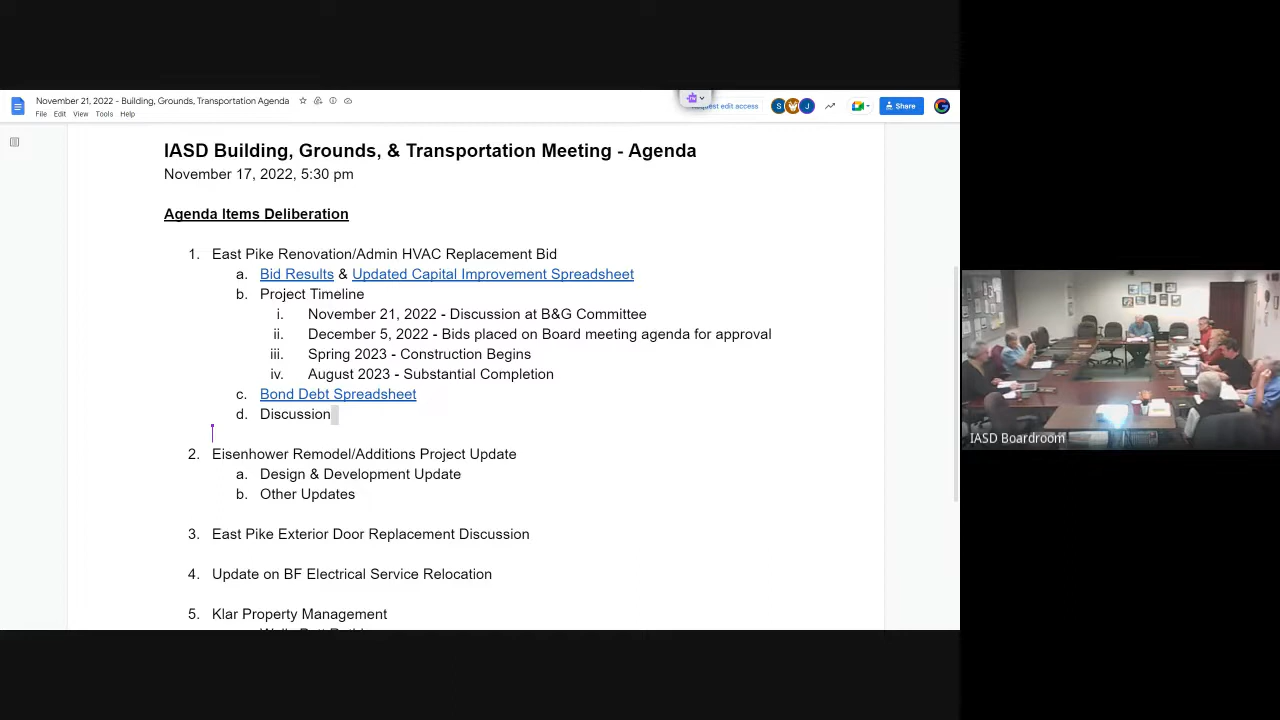 November 21, 2022 - Building, Grounds, Transportation Agenda
File Edit View Tools Help
Request edit access
S J
Share
IASD Building, Grounds, & Transportation Meeting - Agenda
November 17, 2022, 5:30 pm
Agenda Items Deliberation
1. East Pike Renovation/Admin HVAC Replacement Bid
a. Bid Results & Updated Capital Improvement Spreadsheet
b. Project Timeline
i. November 21, 2022 - Discussion at B&G Committee
ii. December 5, 2022 - Bids placed on Board meeting agenda for approval
iii. Spring 2023 - Construction Begins
iv. August 2023 - Substantial Completion
c. Bond Debt Spreadsheet
d. Discussion
2. Eisenhower Remodel/Additions Project Update
a. Design & Development Update
b. Other Updates
3. East Pike Exterior Door Replacement Discussion
4. Update on BF Electrical Service Relocation
5. Klar Property Management
IASD Boardroom